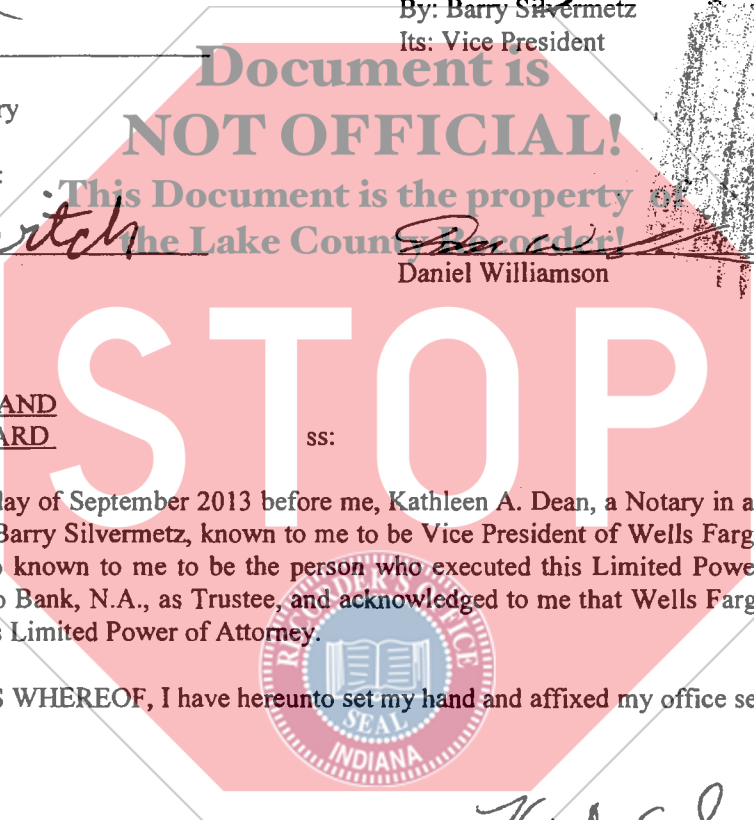 By: Barry Silvermetz
Its: Vice President
Document is
NOT OFFICIAL!
This Document is the property of
the Lake County Recorder!
Daniel Williamson
STOP
AND
ARD ss:
day of September 2013 before me, Kathleen A. Dean, a Notary in a
Barry Silvermetz, known to me to be Vice President of Wells Farg
known to me to be the person who executed this Limited Powe
Bank, N.A., as Trustee, and acknowledged to me that Wells Farg
s Limited Power of Attorney.
S WHEREOF, I have hereunto set my hand and affixed my office se
RECORDER'S OFFICE
SEAL
INDIANA